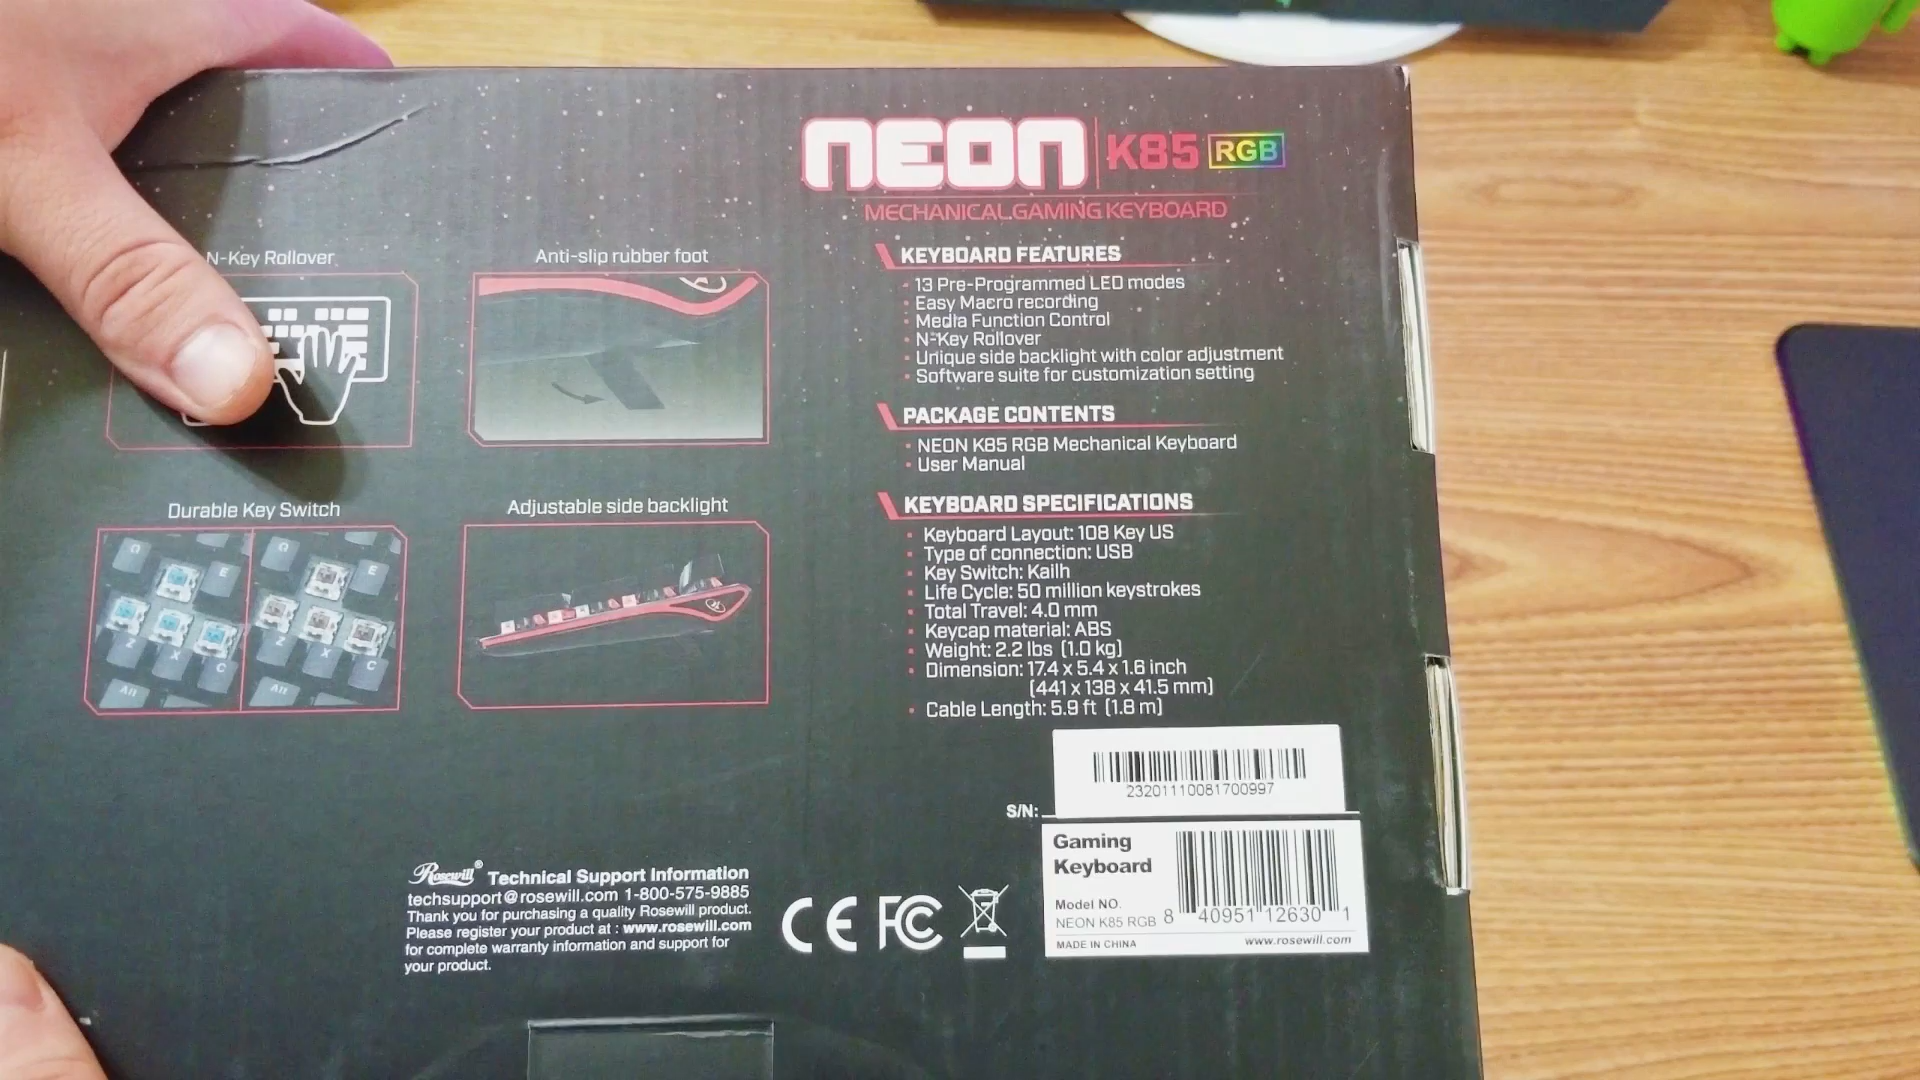 NEON K85 RGB
MECHANICAL GAMING KEYBOARD
N-Key Rollover
Anti-slip rubber foot
Durable Key Switch
Adjustable side backlight
KEYBOARD FEATURES
13 Pre-Programmed LED modes
Easy Macro recording
Media Function Control
N-Key Rollover
Unique side backlight with color adjustment
Software suite for customization setting
PACKAGE CONTENTS
NEON K85 RGB Mechanical Keyboard
User Manual
KEYBOARD SPECIFICATIONS
Keyboard Layout: 108 Key US
Type of connection: USB
Key Switch: Kailh
Life Cycle: 50 million keystrokes
Total Travel: 4.0 mm
Keycap material: ABS
Weight: 2.2 lbs (1.0 kg)
Dimension: 17.4 x 5.4 x 1.6 inch
(441 x 138 x 41.5 mm)
Cable Length: 5.9 ft (1.8 m)
23201110081700997
S/N:
Gaming
Keyboard
Model NO.
NEON K85 RGB
8 40951 12630 1
MADE IN CHINA
www.rosewill.com
Rosewill® Technical Support Information
techsupport@rosewill.com 1-800-575-9885
Thank you for purchasing a quality Rosewill product.
Please register your product at : www.rosewill.com
for complete warranty information and support for
your product.
CE FC
E
Z
X
C
Alt
E
Z
X
C
Alt